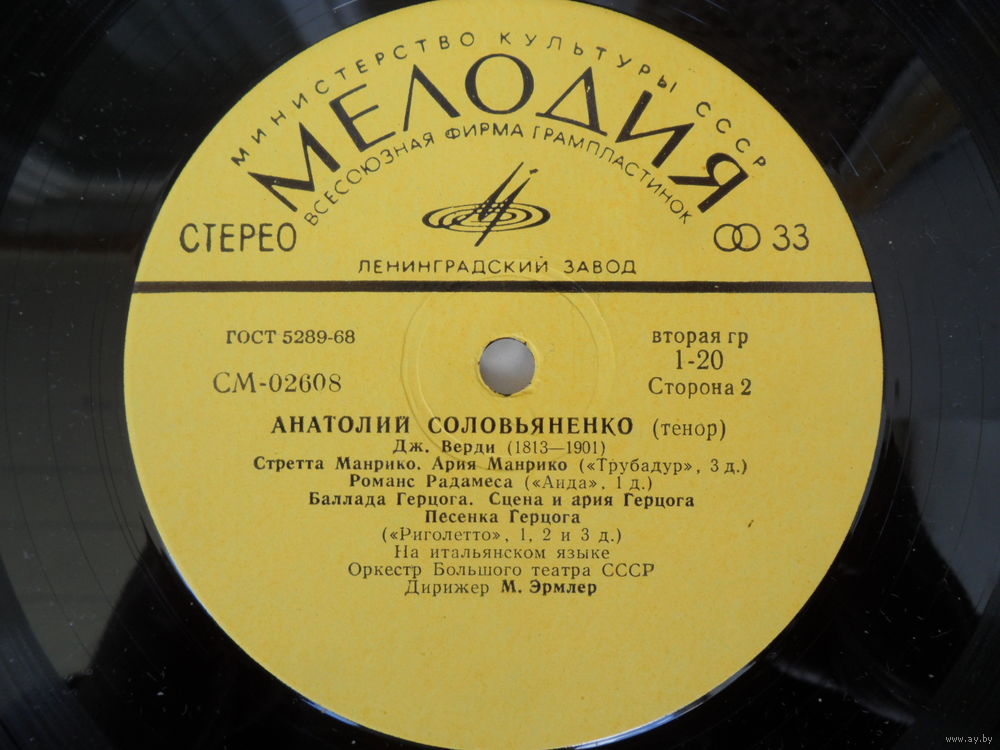 МИНИСТЕРСТВО КУЛЬТУРЫ СССР
МЕЛОДИЯ
ВСЕСОЮЗНАЯ ФИРМА ГРАМПЛАСТИНОК
СТЕРЕО
33
ЛЕНИНГРАДСКИЙ ЗАВОД
ГОСТ 5289-68
вторая гр
1-20
СМ-02608
Сторона 2
АНАТОЛИЙ СОЛОВЬЯНЕНКО (тенор)
Дж. Верди (1813—1901)
Стретта Манрико. Ария Манрико («Трубадур», 3 д.)
Романс Радамеса («Аида», 1 д.)
Баллада Герцога. Сцена и ария Герцога
Песенка Герцога
(«Риголетто», 1, 2 и 3 д.)
На итальянском языке
Оркестр Большого театра СССР
Дирижер М. Эрмлер
www.ay.by